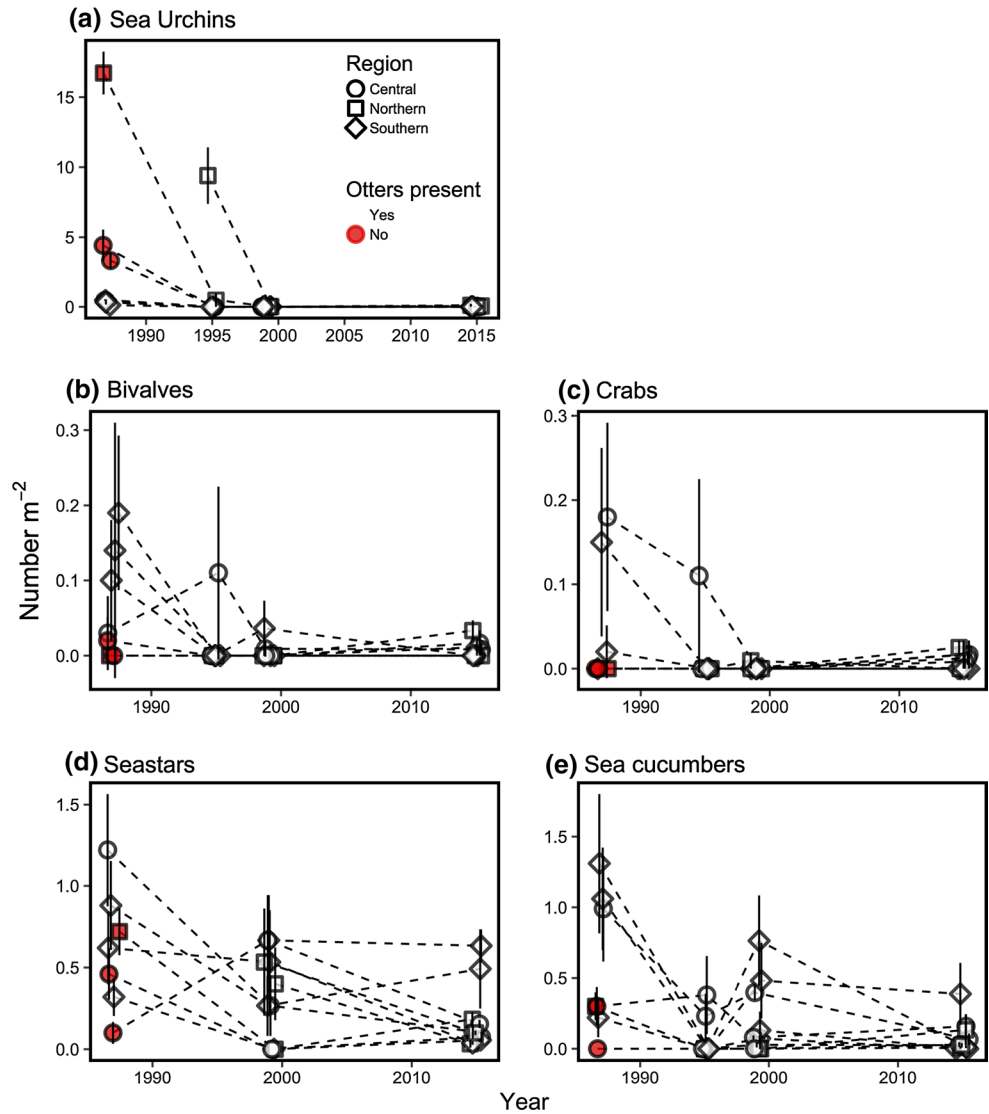 (a) Sea Urchins
Region
Central
Northern
Southern
Otters present
Yes
No
15
10
5
0
1990 1995 2000 2005 2010 2015
(b) Bivalves
0.3
0.2
0.1
0.0
1990 2000 2010
(c) Crabs
0.3
0.2
0.1
0.0
1990 2000 2010
Number m−2
(d) Seastars
1.5
1.0
0.5
0.0
1990 2000 2010
(e) Sea cucumbers
1.5
1.0
0.5
0.0
1990 2000 2010
Year